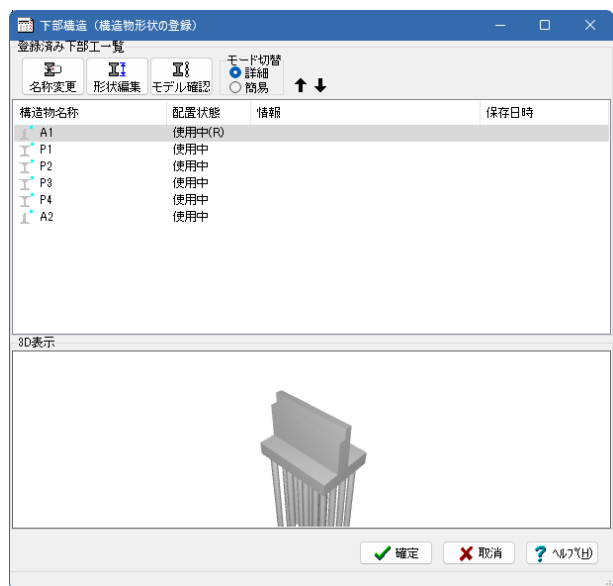 下部構造（構造物形状の登録）
登録済み下部工一覧
名称変更 形状編集 モデル確認
モード切替
詳細
簡易
構造物名称 配置状態 情報 保存日時
A1 使用中(R)
P1 使用中
P2 使用中
P3 使用中
P4 使用中
A2 使用中
3D表示
確定 取消 ヘルプ(H)